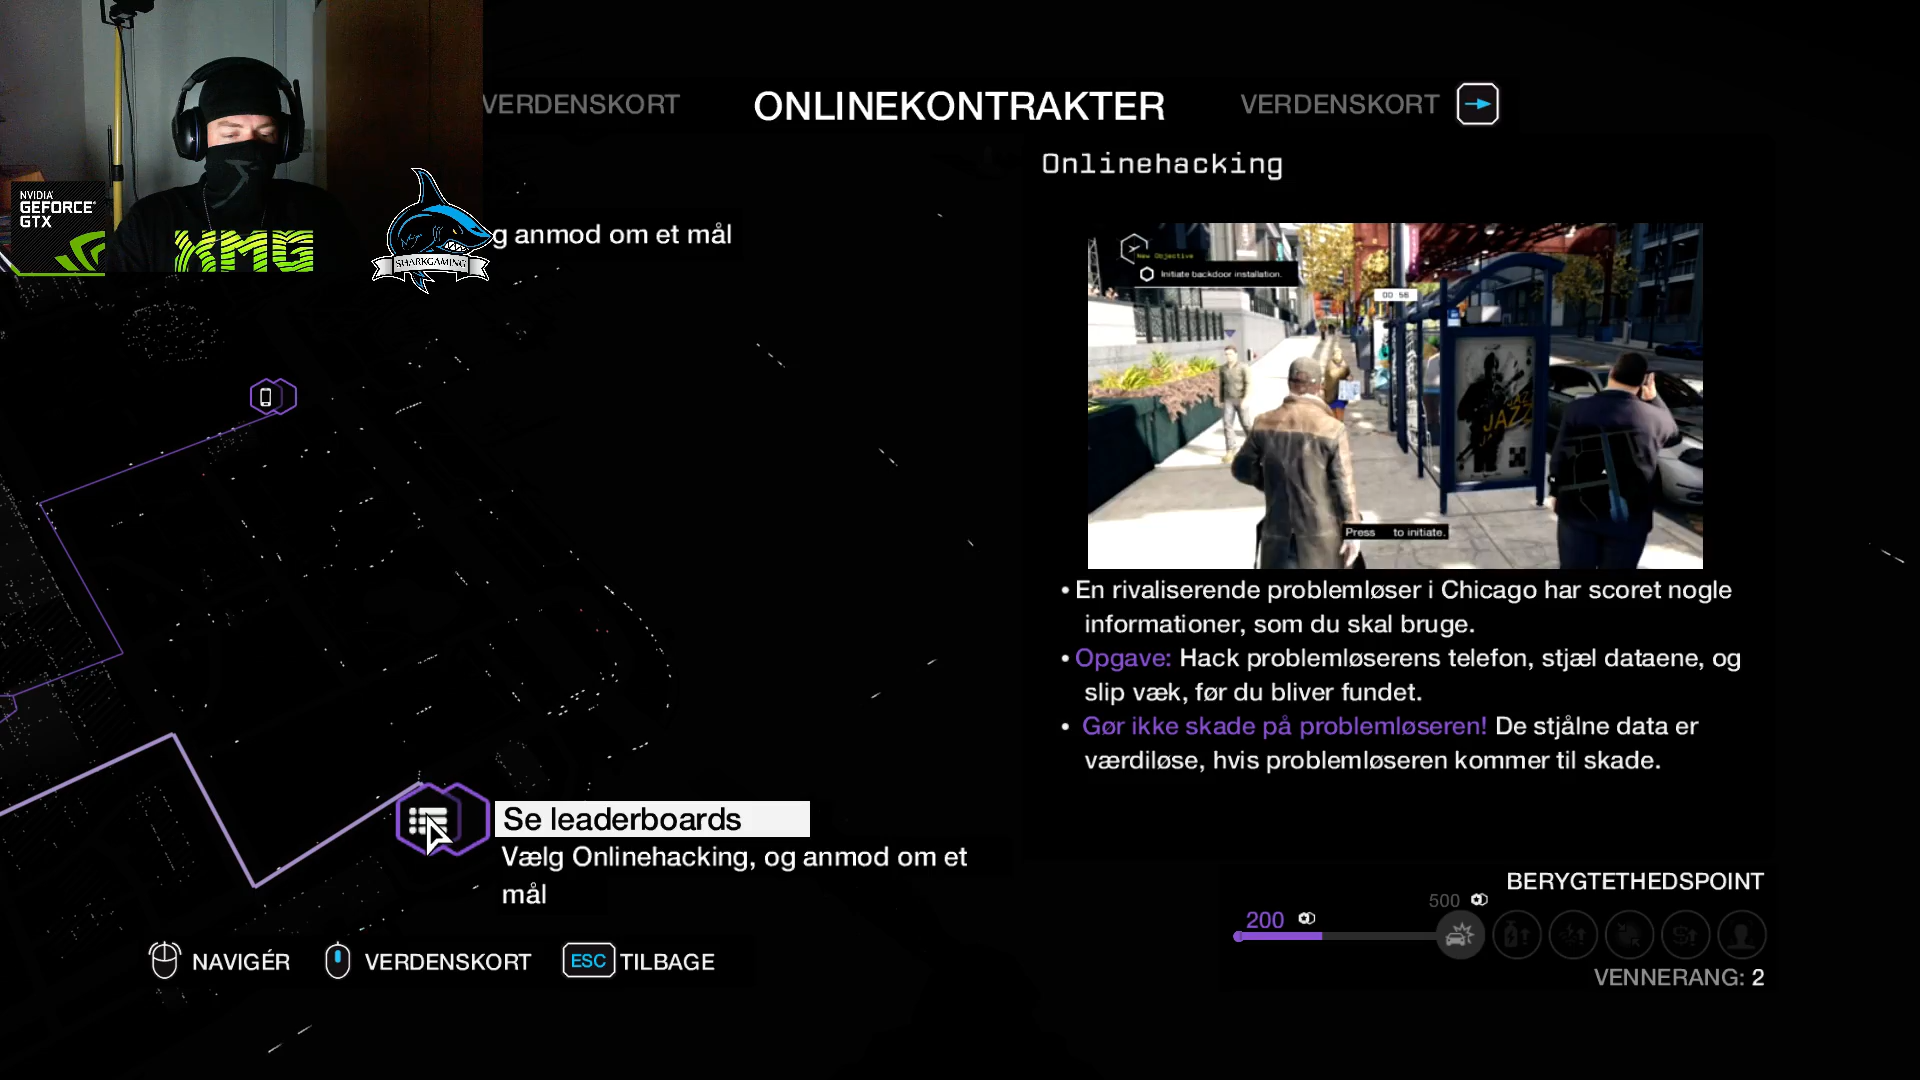 VERDENSKORT
ONLINEKONTRAKTER
VERDENSKORT
Onlinehacking
NVIDIA
GEFORCE
GTX
XMG
SHARKGAMING
g anmod om et mål
New Objective
Initiate backdoor installation.
00 56
JAZZ
Press to initiate.
• En rivaliserende problemløser i Chicago har scoret nogle
informationer, som du skal bruge.
• Opgave: Hack problemløserens telefon, stjæl dataene, og
slip væk, før du bliver fundet.
• Gør ikke skade på problemløseren! De stjålne data er
værdiløse, hvis problemløseren kommer til skade.
Se leaderboards
Vælg Onlinehacking, og anmod om et
mål
BERYGTETHEDSPOINT
500
200
NAVIGÉR
VERDENSKORT
ESC TILBAGE
VENNERANG: 2